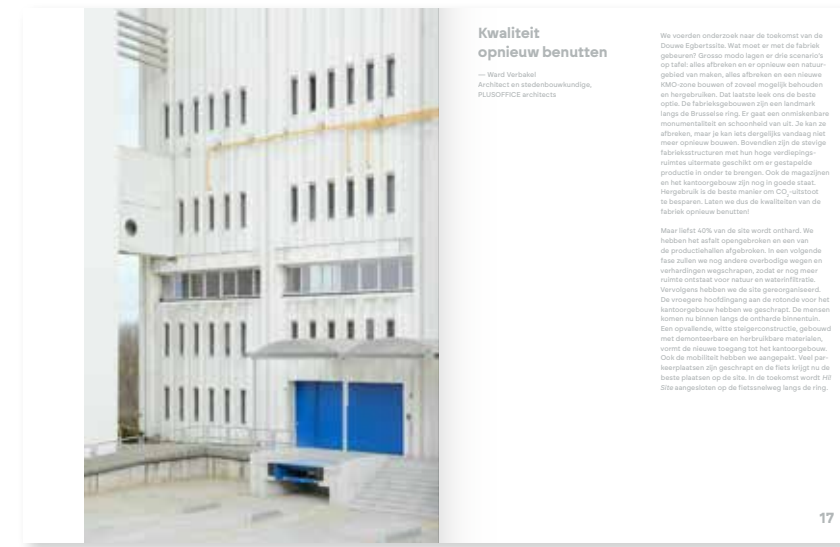 Kwaliteit
opnieuw benutten
— Ward Verbakel
Architect en stedenbouwkundige,
PLUSOFFICE architects
We voerden onderzoek naar de toekomst van de
Douwe Egbertssite. Wat moet er met de fabriek
gebeuren? Grosso modo lagen er drie scenario's
op tafel: alles afbreken en er opnieuw een natuur-
gebied van maken, alles afbreken en een nieuwe
KMO-zone bouwen of zoveel mogelijk behouden
en hergebruiken. Dat laatste leek ons de beste
optie. De fabrieksgebouwen zijn een landmark
langs de Brusselse ring. Er gaat een onmiskenbare
monumentaliteit en schoonheid van uit. Je kan ze
afbreken, maar je kan iets dergelijks vandaag niet
meer opnieuw bouwen. Bovendien zijn de stevige
fabrieksstructuren met hun hoge verdiepings-
ruimtes uitermate geschikt om er gestapelde
productie in onder te brengen. Ook de magazijnen
en het kantoorgebouw zijn nog in goede staat.
Hergebruik is de beste manier om CO₂-uitstoot
te besparen. Laten we dus de kwaliteiten van de
fabriek opnieuw benutten!
Maar liefst 40% van de site wordt onthard. We
hebben het asfalt opengebroken en een van
de productiehallen afgebroken. In een volgende
fase zullen we nog andere overbodige wegen en
verhardingen wegschrapen, zodat er nog meer
ruimte ontstaat voor natuur en waterinfiltratie.
Vervolgens hebben we de site gereorganiseerd.
De vroegere hoofdingang aan de rotonde voor het
kantoorgebouw hebben we geschrapt. De mensen
komen nu binnen langs de ontharde binnentuin.
Een opvallende, witte steigerconstructie, gebouwd
met demonteerbare en herbruikbare materialen,
vormt de nieuwe toegang tot het kantoorgebouw.
Ook de mobiliteit hebben we aangepakt. Veel par-
keerplaatsen zijn geschrapt en de fiets krijgt nu de
beste plaatsen op de site. In de toekomst wordt Hi!
Site aangesloten op de fietssnelweg langs de ring.
17